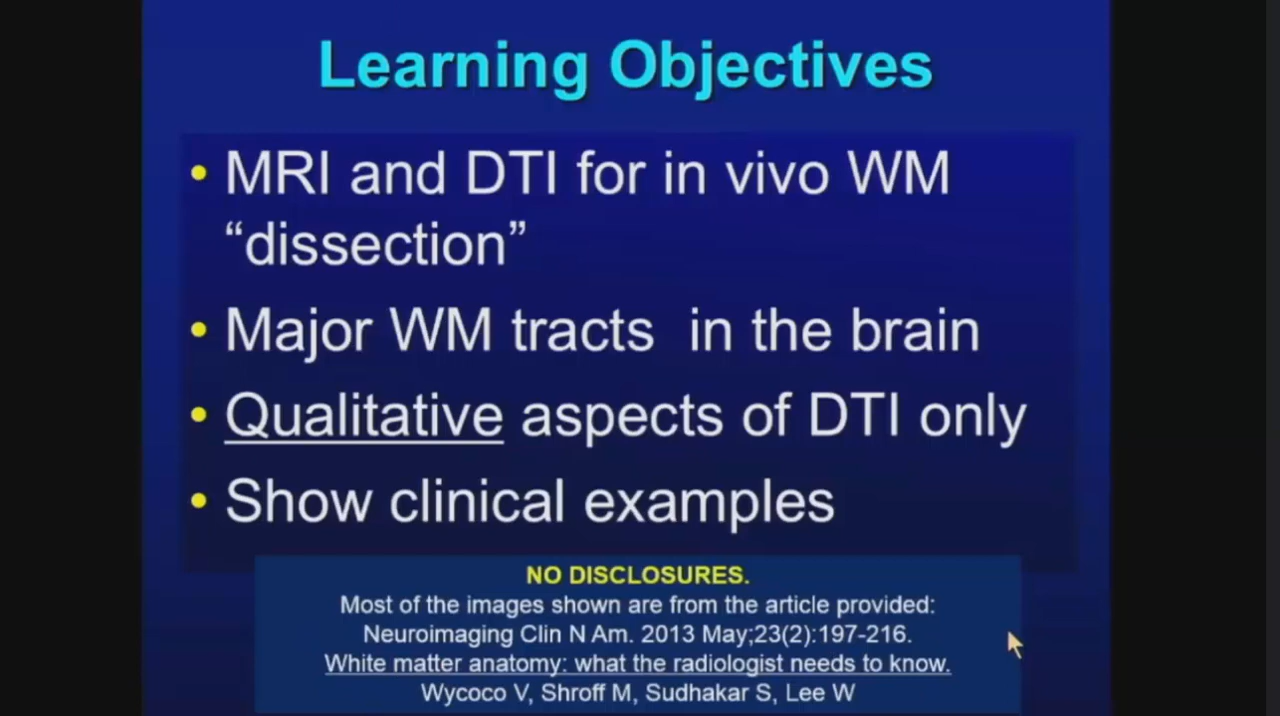 Learning Objectives
• MRI and DTI for in vivo WM
“dissection”
• Major WM tracts in the brain
• Qualitative aspects of DTI only
• Show clinical examples
NO DISCLOSURES.
Most of the images shown are from the article provided:
Neuroimaging Clin N Am. 2013 May;23(2):197-216.
White matter anatomy: what the radiologist needs to know.
Wycoco V, Shroff M, Sudhakar S, Lee W